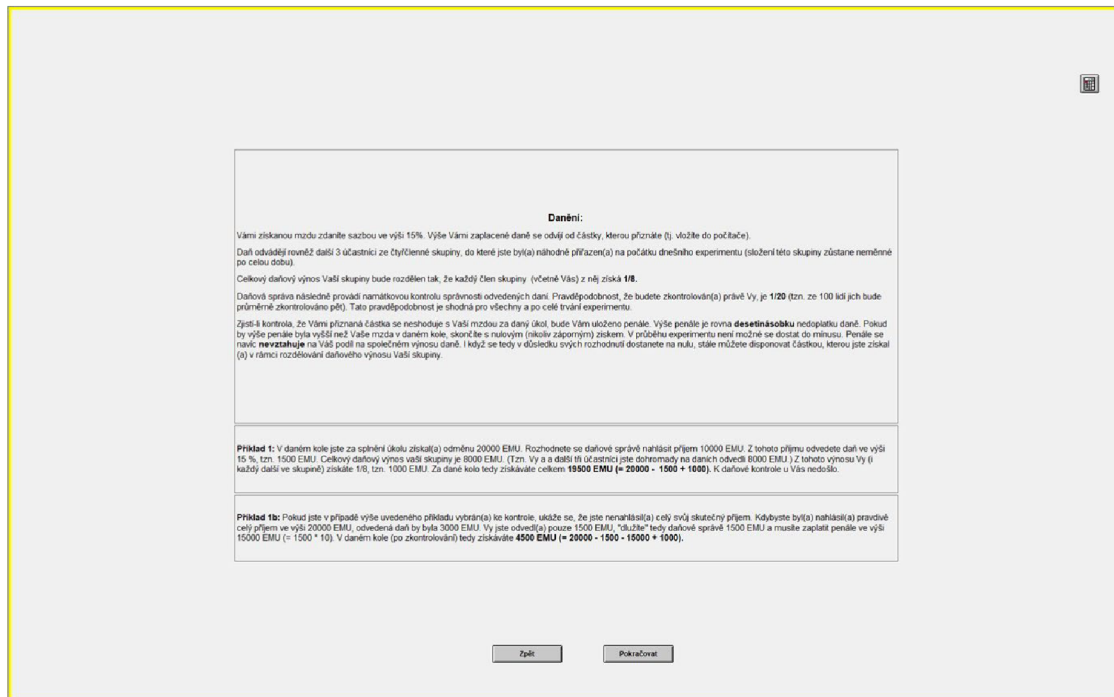 Danění:
Vámi získanou mzdu zdaníte sazbou ve výši 15%. Výše Vámi zaplacené daně se odvíjí od částky, kterou přiznáte (tj. vložíte do počítače).
Daň odvádějí rovněž další 3 účastníci ze čtyřčlenné skupiny, do které jste byl(a) náhodně přiřazen(a) na počátku dnešního experimentu (složení této skupiny zůstane neměnné
po celou dobu).
Celkový daňový výnos Vaší skupiny bude rozdělen tak, že každý člen skupiny (včetně Vás) z něj získá 1/8.
Daňová správa následně provádí namátkovou kontrolu správnosti odvedených daní. Pravděpodobnost, že budete zkontrolován(a) právě Vy, je 1/20 (tzn. ze 100 lidí jich bude
průměrně zkontrolováno pět). Tato pravděpodobnost je shodná pro všechny a po celé trvání experimentu.
Zjistí-li kontrola, že Vámi přiznaná částka se neshoduje s Vaší mzdou za daný úkol, bude Vám uloženo penále. Výše penále je rovna desetinásobku nedoplatku daně. Pokud
by výše penále byla vyšší než Vaše mzda v daném kole, skončíte s nulovým (nikoliv záporným) ziskem. V průběhu experimentu není možné se dostat do mínusu. Penále se
navíc nevztahuje na Váš podíl na společném výnosu daně. I když se tedy v důsledku svých rozhodnutí dostanete na nulu, stále můžete disponovat částkou, kterou jste získal
(a) v rámci rozdělování daňového výnosu Vaší skupiny.
Příklad 1: V daném kole jste za splnění úkolu získal(a) odměnu 20000 EMU. Rozhodnete se daňové správě nahlásit příjem 10000 EMU. Z tohoto příjmu odvedete daň ve výši
15 %, tzn. 1500 EMU. Celkový daňový výnos vaší skupiny je 8000 EMU. (Tzn. Vy a a další tři účastníci jste dohromady na daních odvedli 8000 EMU.) Z tohoto výnosu Vy (i
každý další ve skupině) získáte 1/8, tzn. 1000 EMU. Za dané kolo tedy získáváte celkem 19500 EMU (= 20000 - 1500 + 1000). K daňové kontrole u Vás nedošlo.
Příklad 1b: Pokud jste v případě výše uvedeného příkladu vybrán(a) ke kontrole, ukáže se, že jste nenahlásil(a) celý svůj skutečný příjem. Kdybyste byl(a) nahlásil(a) pravdivě
celý příjem ve výši 20000 EMU, odvedená daň by byla 3000 EMU. Vy jste odvedl(a) pouze 1500 EMU, "dlužíte" tedy daňové správě 1500 EMU a musíte zaplatit penále ve výši
15000 EMU (= 1500 * 10). V daném kole (po zkontrolování) tedy získáváte 4500 EMU (= 20000 - 1500 - 15000 + 1000).
Zpět
Pokračovat